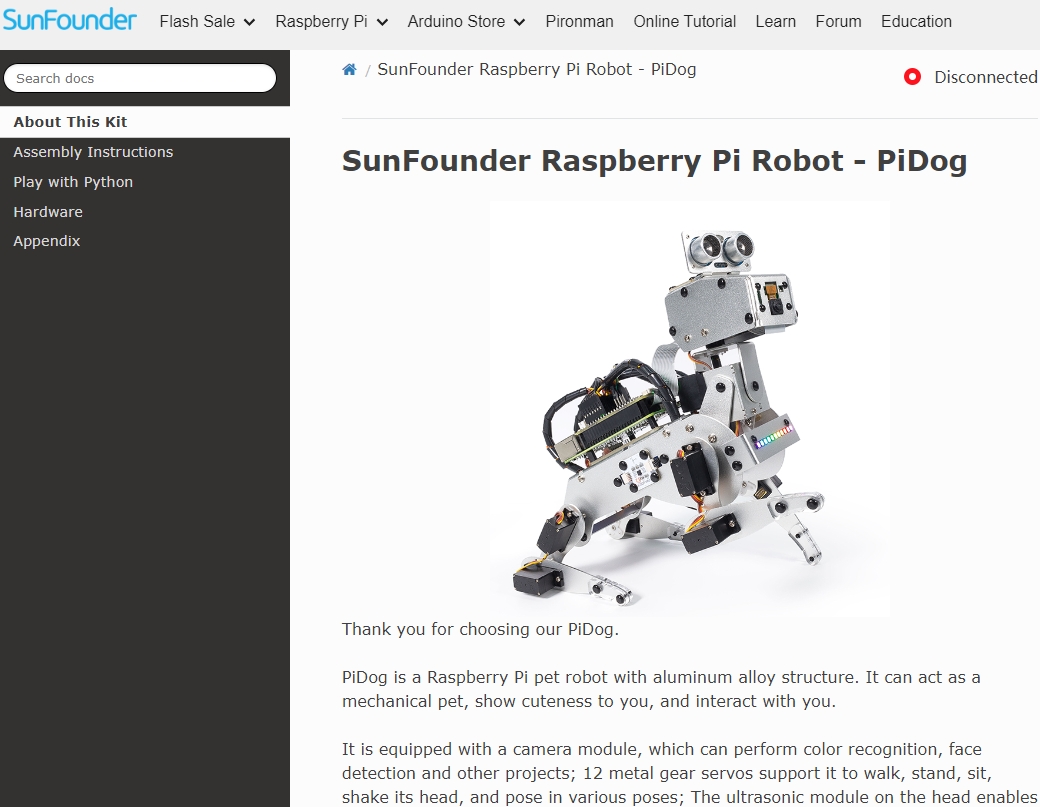 SunFounder Flash Sale Raspberry Pi Arduino Store Pironman Online Tutorial Learn Forum Education
Search docs
About This Kit
Assembly Instructions
Play with Python
Hardware
Appendix
/ SunFounder Raspberry Pi Robot - PiDog
Disconnected
SunFounder Raspberry Pi Robot - PiDog
Thank you for choosing our PiDog.
PiDog is a Raspberry Pi pet robot with aluminum alloy structure. It can act as a
mechanical pet, show cuteness to you, and interact with you.
It is equipped with a camera module, which can perform color recognition, face
detection and other projects; 12 metal gear servos support it to walk, stand, sit,
shake its head, and pose in various poses; The ultrasonic module on the head enables